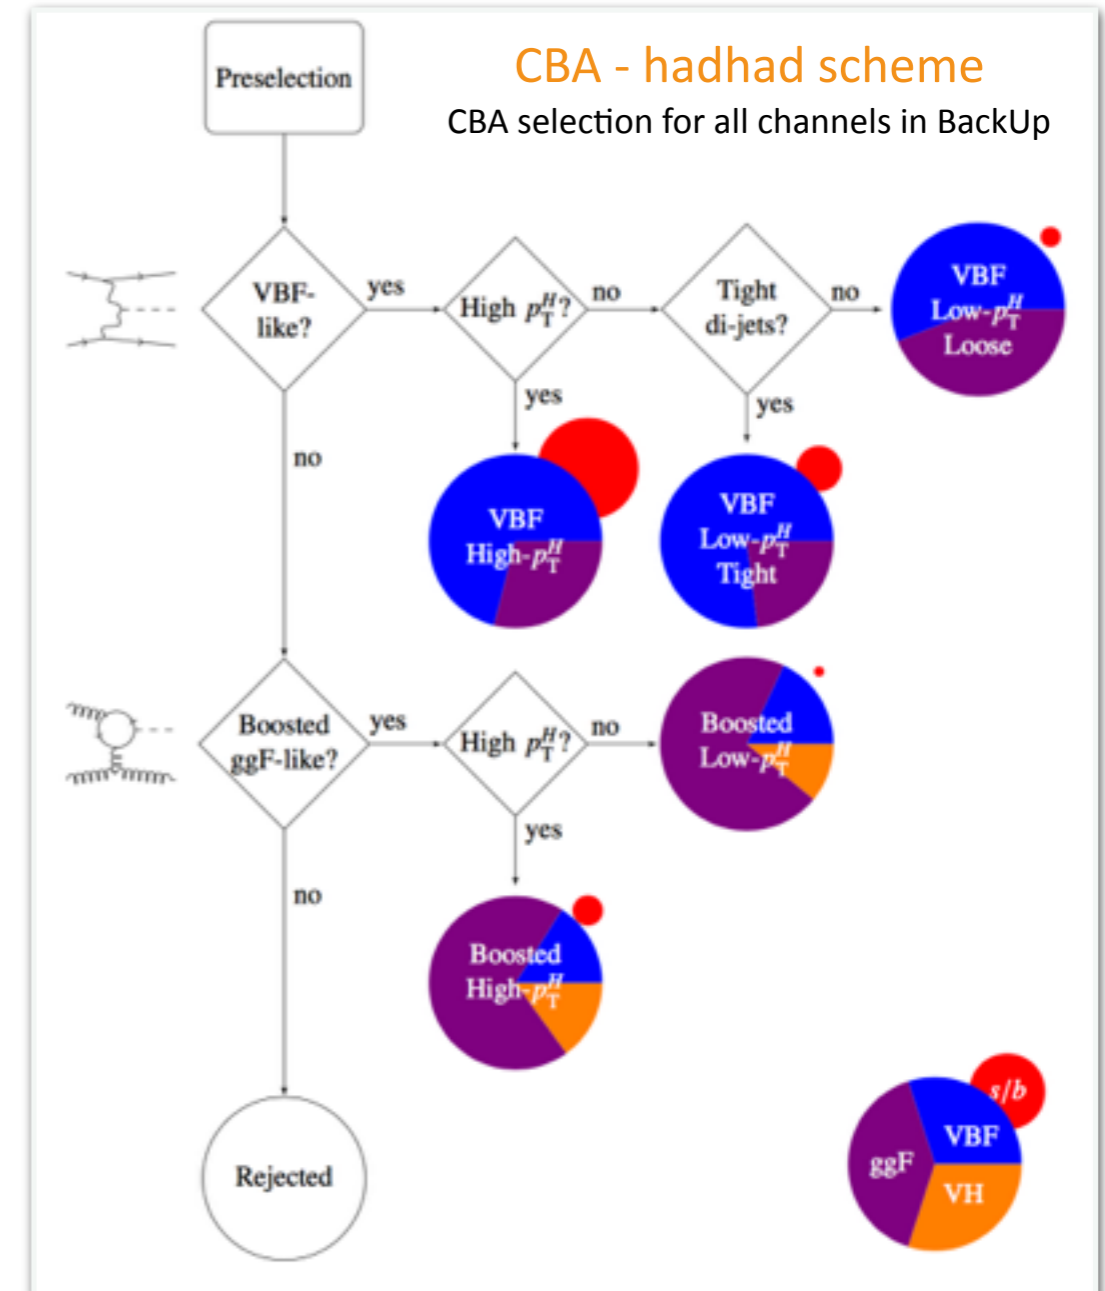 CBA - hadhad scheme
CBA selection for all channels in BackUp
Preselection
VBF-
like?
yes
High p_T^H?
no
Tight
di-jets?
no
VBF
Low-p_T^H
Loose
yes
yes
no
VBF
High-p_T^H
VBF
Low-p_T^H
Tight
Boosted
ggF-like?
yes
High p_T^H?
no
Boosted
Low-p_T^H
yes
no
Boosted
High-p_T^H
Rejected
s/b
VBF
ggF
VH